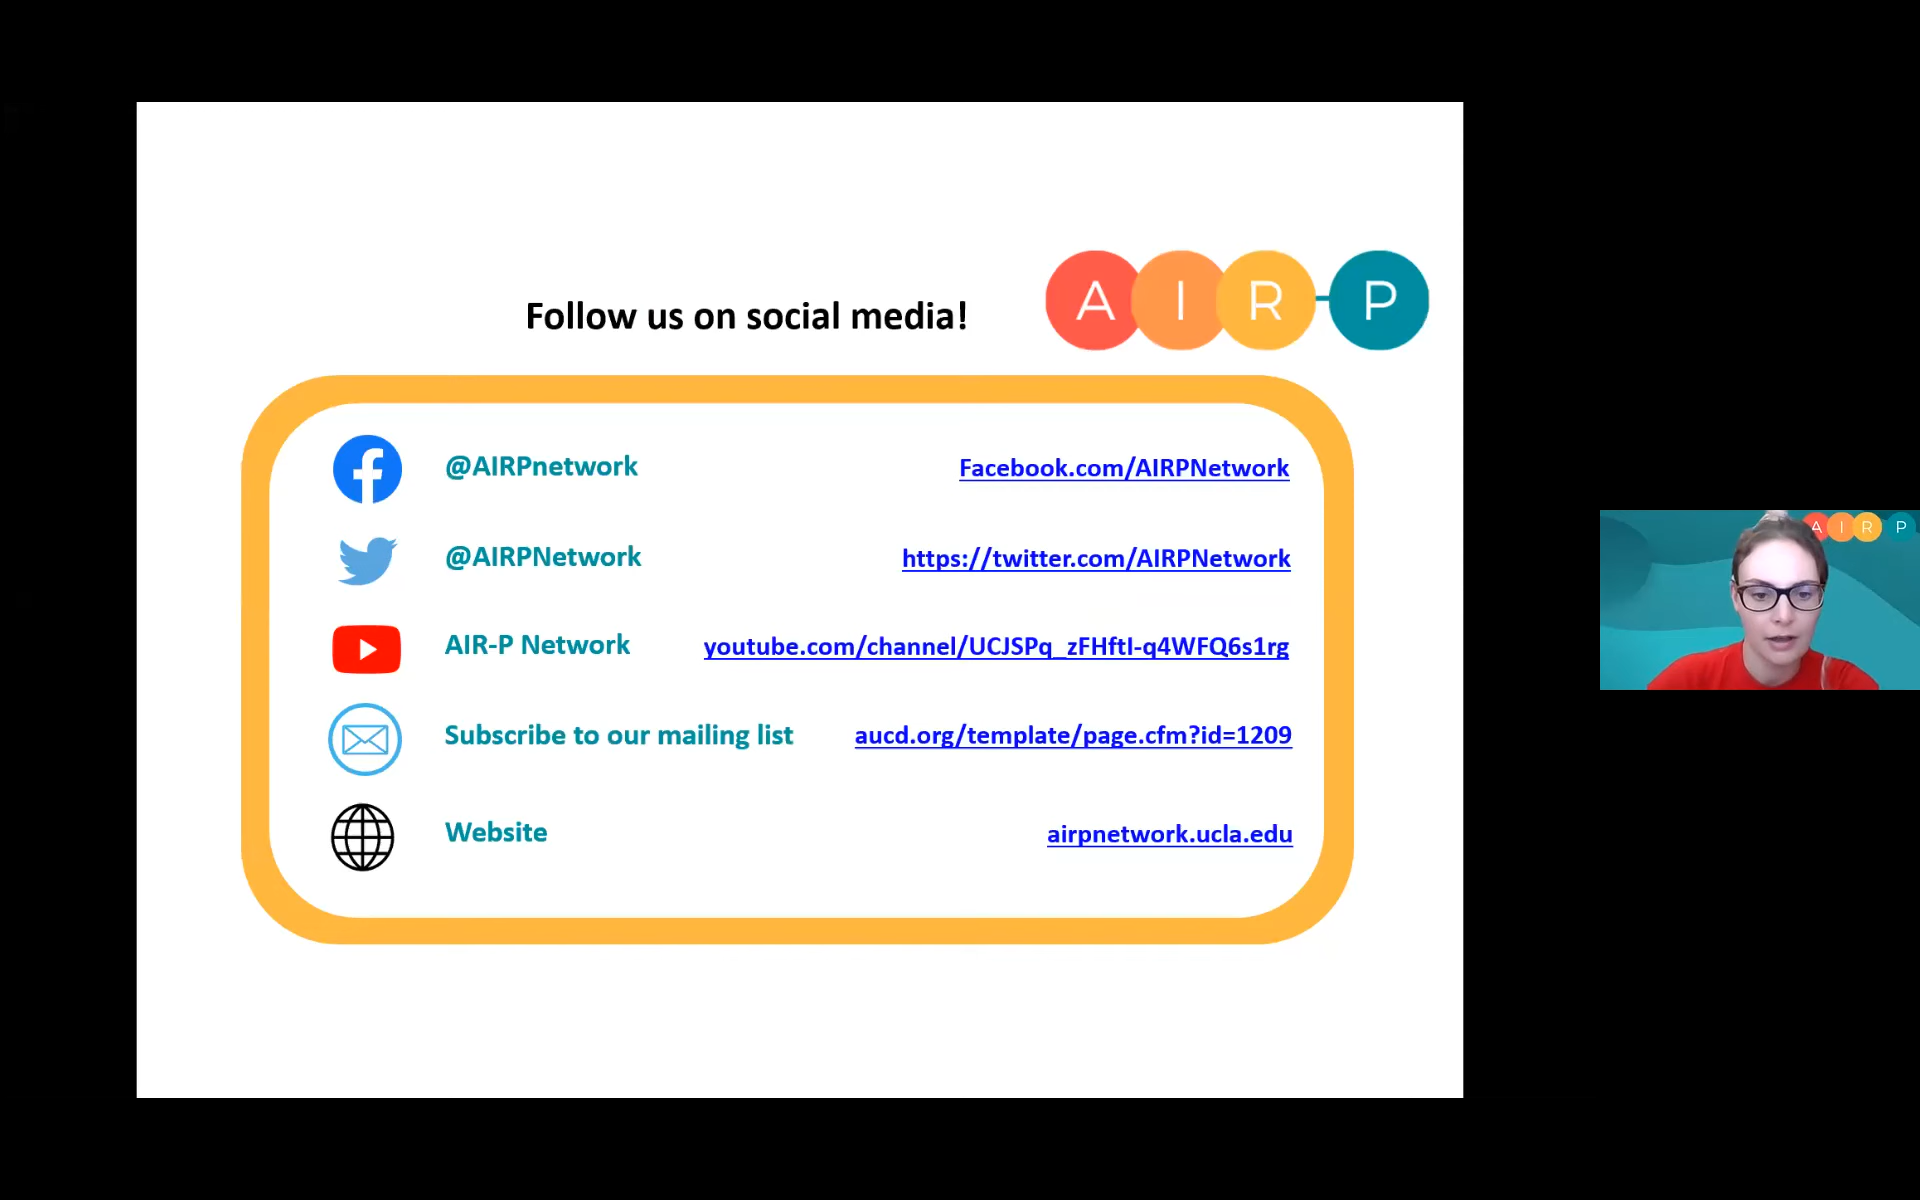 Follow us on social media!
A I R - P
@AIRPnetwork Facebook.com/AIRPNetwork
@AIRPNetwork https://twitter.com/AIRPNetwork
AIR-P Network youtube.com/channel/UCJSPq_zFHftI-q4WFQ6s1rg
Subscribe to our mailing list aucd.org/template/page.cfm?id=1209
Website airpnetwork.ucla.edu
A I R P